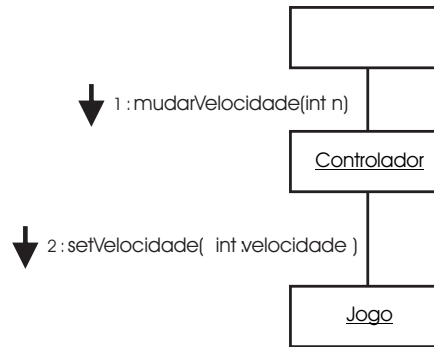 1 : mudarVelocidade(int n)
Controlador
2 : setVelocidade( int velocidade )
Jogo